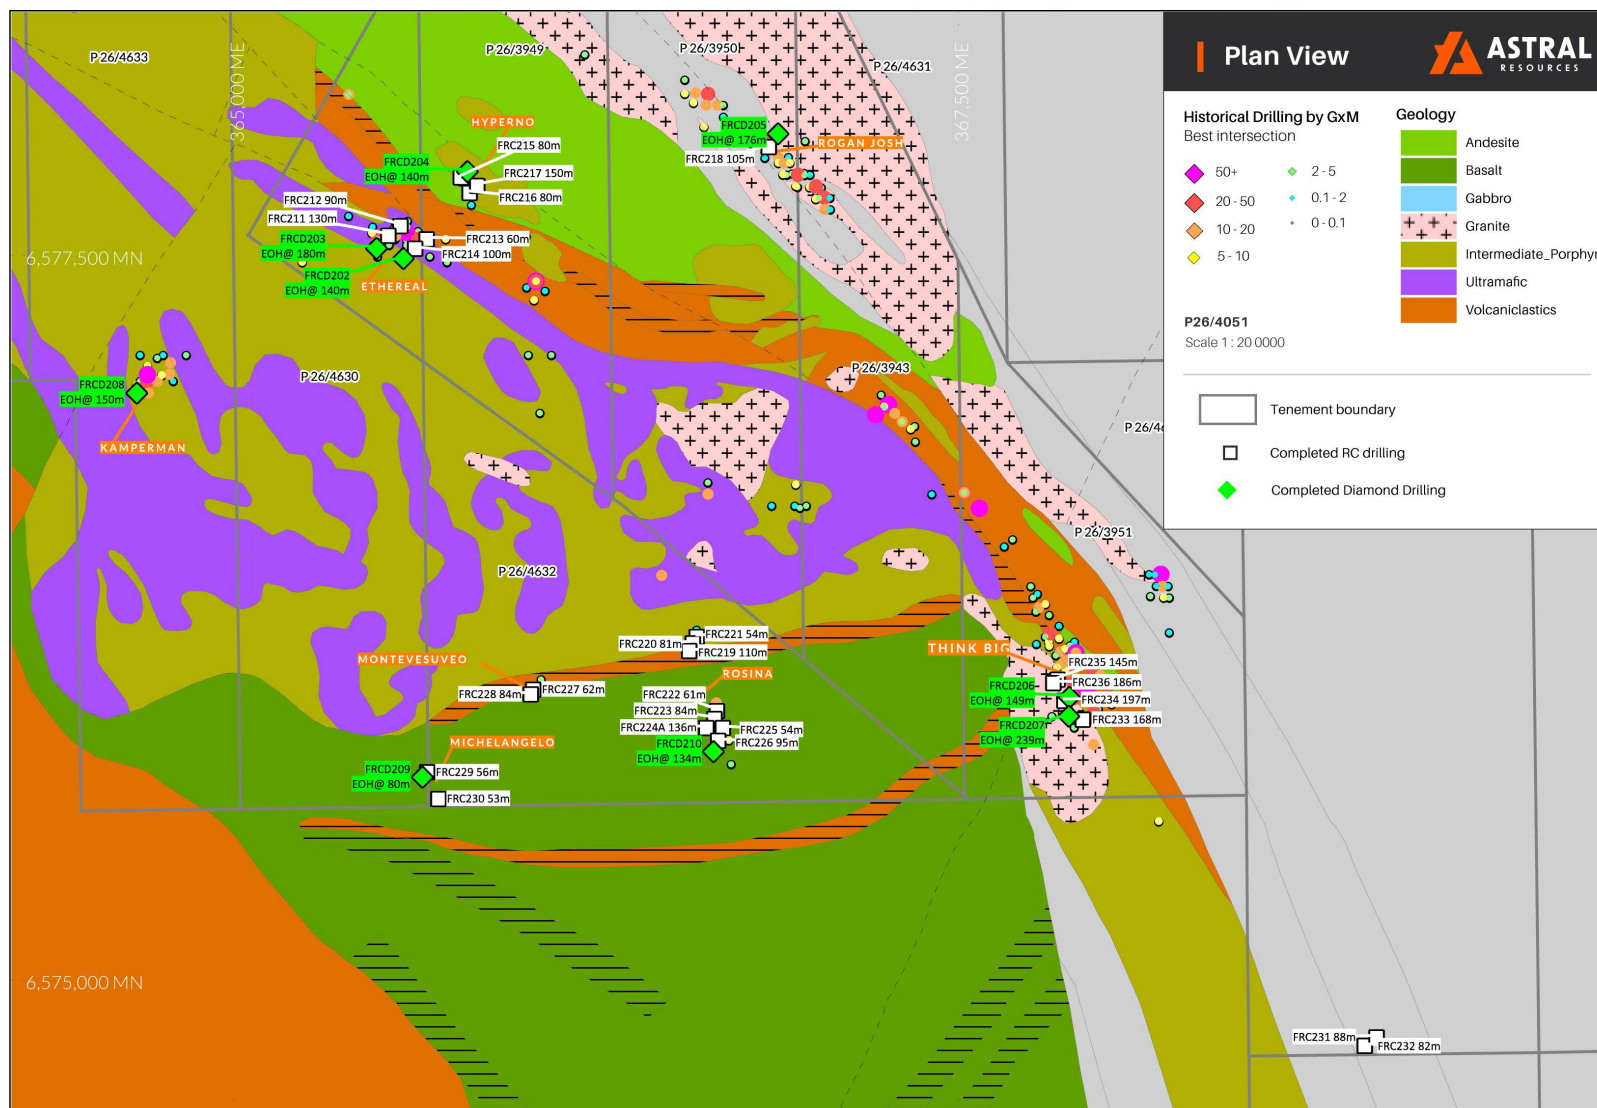 Plan View
ASTRAL
RESOURCES
Historical Drilling by GxM
Best intersection
50+
20 - 50
10 - 20
5 - 10
2 - 5
0.1 - 2
0 - 0.1
P26/4051
Scale 1 : 20 0000
Geology
Andesite
Basalt
Gabbro
Granite
Intermediate_Porphyr
Ultramafic
Volcaniclastics
Tenement boundary
Completed RC drilling
Completed Diamond Drilling
P 26/4633
365,000 ME
P 26/3949
P 26/3950
P 26/4631
367,500 ME
HYPERNO
FRC215 80m
FRCD204
EOH@ 140m
FRC217 150m
FRC216 80m
FRCD205
EOH@ 176m
ROGAN JOSH
FRC218 105m
FRC212 90m
FRC211 130m
FRCD203
EOH@ 180m
FRC213 60m
FRC214 100m
FRCD202
EOH@ 140m
ETHEREAL
6,577,500 MN
P 26/4630
P 26/3943
FRCD208
EOH@ 150m
KAMPERMAN
P 26/46
P 26/3951
P 26/4632
FRC221 54m
FRC220 81m
FRC219 110m
THINK BIG
MONTEVESUVEO
FRC227 62m
FRC228 84m
ROSINA
FRC222 61m
FRC223 84m
FRC224A 136m
FRC225 54m
FRC226 95m
FRCD210
EOH@ 134m
FRC235 145m
FRC236 186m
FRCD206
EOH@ 149m
FRC234 197m
FRC233 168m
FRCD207
EOH@ 239m
MICHELANGELO
FRCD209
EOH@ 80m
FRC229 56m
FRC230 53m
6,575,000 MN
FRC231 88m
FRC232 82m